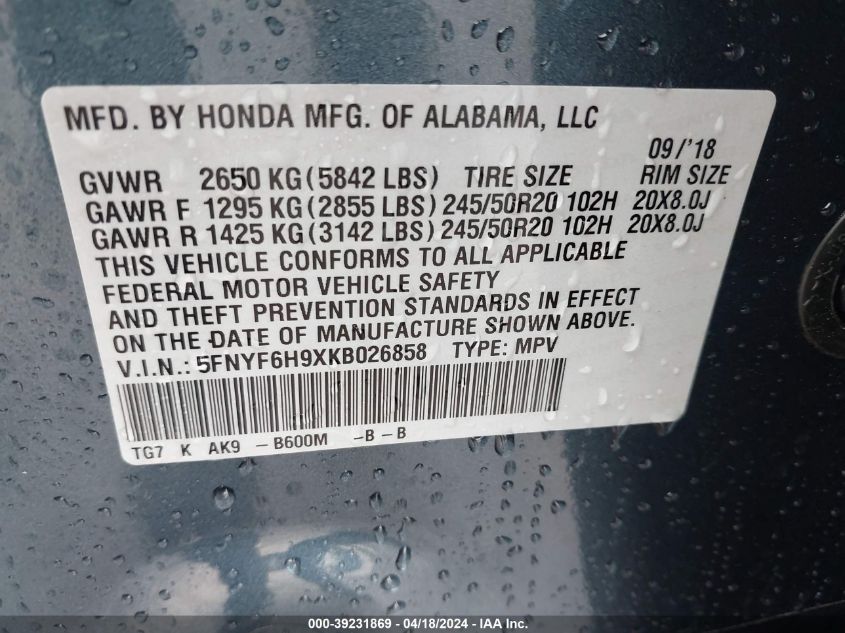 MFD. BY HONDA MFG. OF ALABAMA, LLC
09/'18
GVWR 2650 KG (5842 LBS) TIRE SIZE RIM SIZE
GAWR F 1295 KG (2855 LBS) 245/50R20 102H 20X8.0J
GAWR R 1425 KG (3142 LBS) 245/50R20 102H 20X8.0J
THIS VEHICLE CONFORMS TO ALL APPLICABLE
FEDERAL MOTOR VEHICLE SAFETY
AND THEFT PREVENTION STANDARDS IN EFFECT
ON THE DATE OF MANUFACTURE SHOWN ABOVE.
V.I.N.: 5FNYF6H9XKB026858 TYPE: MPV
TG7 K AK9 -B600M -B-B
000-39231869 - 04/18/2024 - IAA Inc.